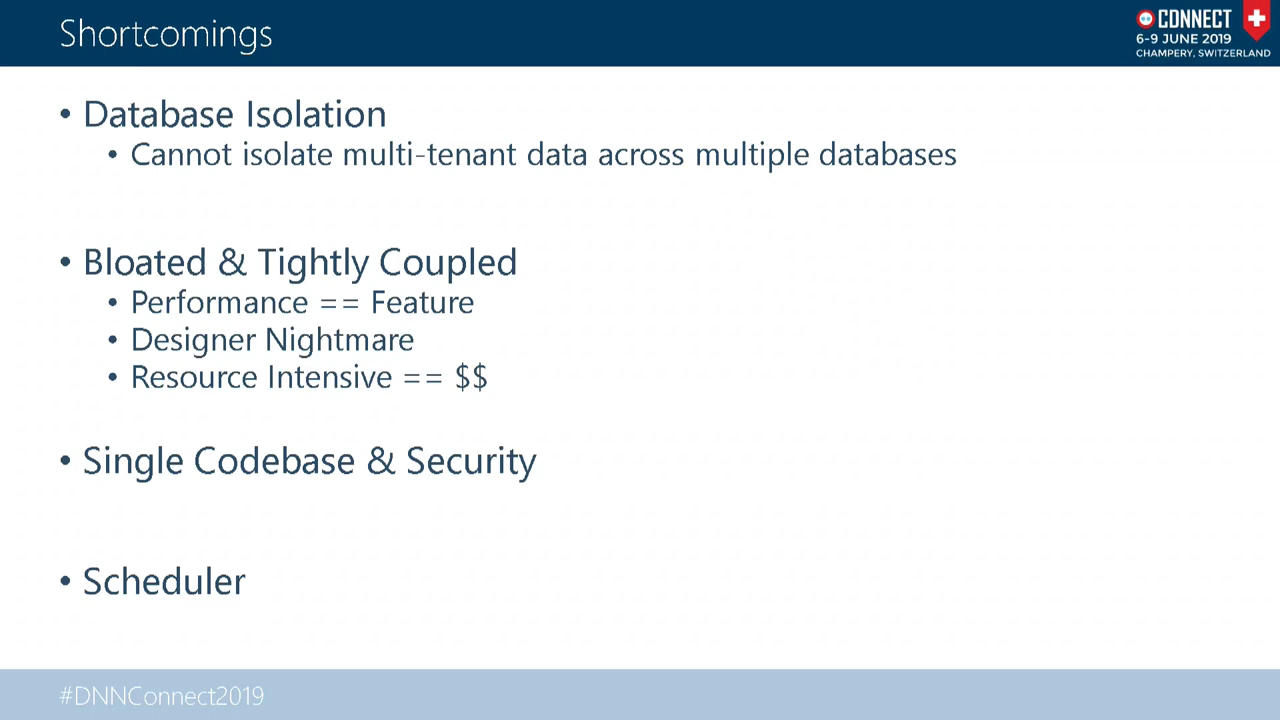 Shortcomings
CONNECT
6-9 JUNE 2019
CHAMPERY, SWITZERLAND
• Database Isolation
• Cannot isolate multi-tenant data across multiple databases
• Bloated & Tightly Coupled
• Performance == Feature
• Designer Nightmare
• Resource Intensive == $$
• Single Codebase & Security
• Scheduler
#DNNConnect2019